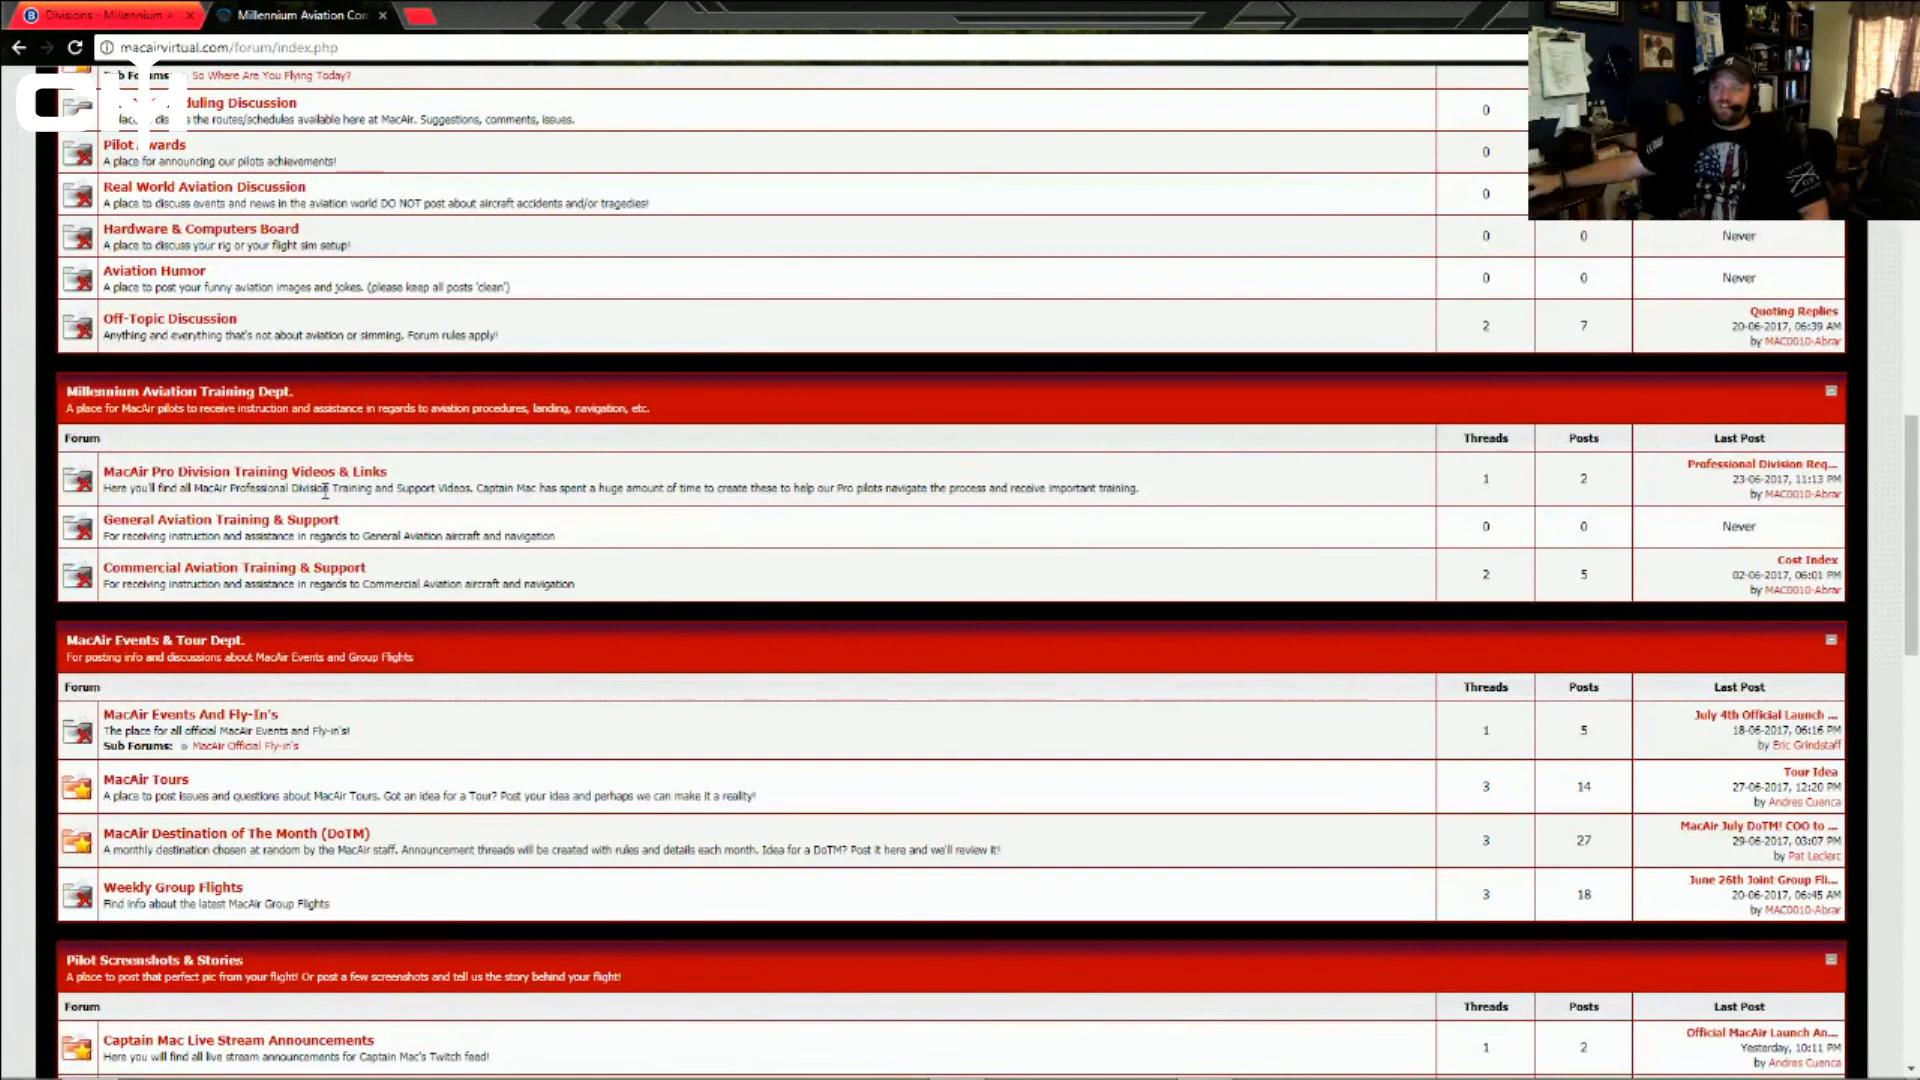 Divisions - Millennium A
Millennium Aviation Con
macairvirtual.com/forum/index.php
Sub Forums: So Where Are You Flying Today?
duling Discussion
the routes/schedules available here at MacAir. Suggestions, comments, issues.
0
Pilot Awards
A place for announcing our pilots achievements!
0
Real World Aviation Discussion
A place to discuss events and news in the aviation world DO NOT post about aircraft accidents and/or tragedies!
0
Hardware & Computers Board
A place to discuss your rig or your flight sim setup!
0 0 Never
Aviation Humor
A place to post your funny aviation images and jokes. (please keep all posts 'clean')
0 0 Never
Off-Topic Discussion
Anything and everything that's not about aviation or simming. Forum rules apply!
2 7
Quoting Replies
20-06-2017, 06:39 AM
by MAC0010-Abrar
Millennium Aviation Training Dept.
A place for MacAir pilots to receive instruction and assistance in regards to aviation procedures, landing, navigation, etc.
Forum Threads Posts Last Post
MacAir Pro Division Training Videos & Links
Here you'll find all MacAir Professional Division Training and Support Videos. Captain Mac has spent a huge amount of time to create these to help our Pro pilots navigate the process and receive important training.
1 2
Professional Division Req...
23-06-2017, 11:13 PM
by MAC0010-Abrar
General Aviation Training & Support
For receiving instruction and assistance in regards to General Aviation aircraft and navigation
0 0 Never
Commercial Aviation Training & Support
For receiving instruction and assistance in regards to Commercial Aviation aircraft and navigation
2 5
Cost Index
02-06-2017, 06:01 PM
by MAC0010-Abrar
MacAir Events & Tour Dept.
For posting info and discussions about MacAir Events and Group Flights
Forum Threads Posts Last Post
MacAir Events And Fly-In's
The place for all official MacAir Events and Fly-in's!
Sub Forums: MacAir Official Fly-in's
1 5
July 4th Official Launch ...
18-06-2017, 06:16 PM
by Eric Grindstaff
MacAir Tours
A place to post issues and questions about MacAir Tours. Got an idea for a Tour? Post your idea and perhaps we can make it a reality!
3 14
Tour Idea
27-06-2017, 12:20 PM
by Andres Cuenca
MacAir Destination of The Month (DoTM)
A monthly destination chosen at random by the MacAir staff. Announcement threads will be created with rules and details each month. Idea for a DoTM? Post it here and we'll review it!
3 27
MacAir July DoTM! COO to ...
29-06-2017, 03:07 PM
by Pat Leclerc
Weekly Group Flights
Find info about the latest MacAir Group Flights
3 18
June 26th Joint Group Fli...
20-06-2017, 06:45 AM
by MAC0010-Abrar
Pilot Screenshots & Stories
A place to post that perfect pic from your flight! Or post a few screenshots and tell us the story behind your flight!
Forum Threads Posts Last Post
Captain Mac Live Stream Announcements
Here you will find all live stream announcements for Captain Mac's Twitch feed!
1 2
Official MacAir Launch An...
Yesterday, 10:11 PM
by Andres Cuenca